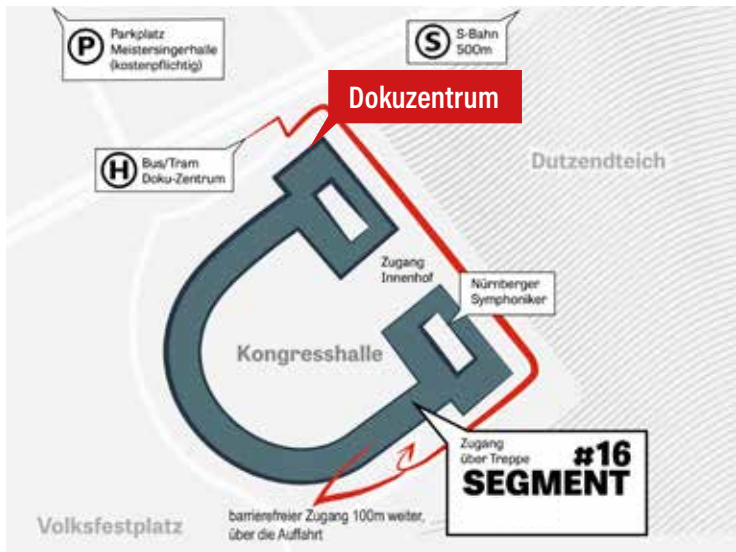 P
Parkplatz
Meistersingerhalle
(kostenpflichtig)
S
S-Bahn
500m
Dokuzentrum
H
Bus/Tram
Doku-Zentrum
Dutzendteich
Zugang
Innenhof
Nürnberger
Symphoniker
Kongresshalle
Zugang
über Treppe
#16
SEGMENT
barrierefreier Zugang 100m weiter,
über die Auffahrt
Volksfestplatz